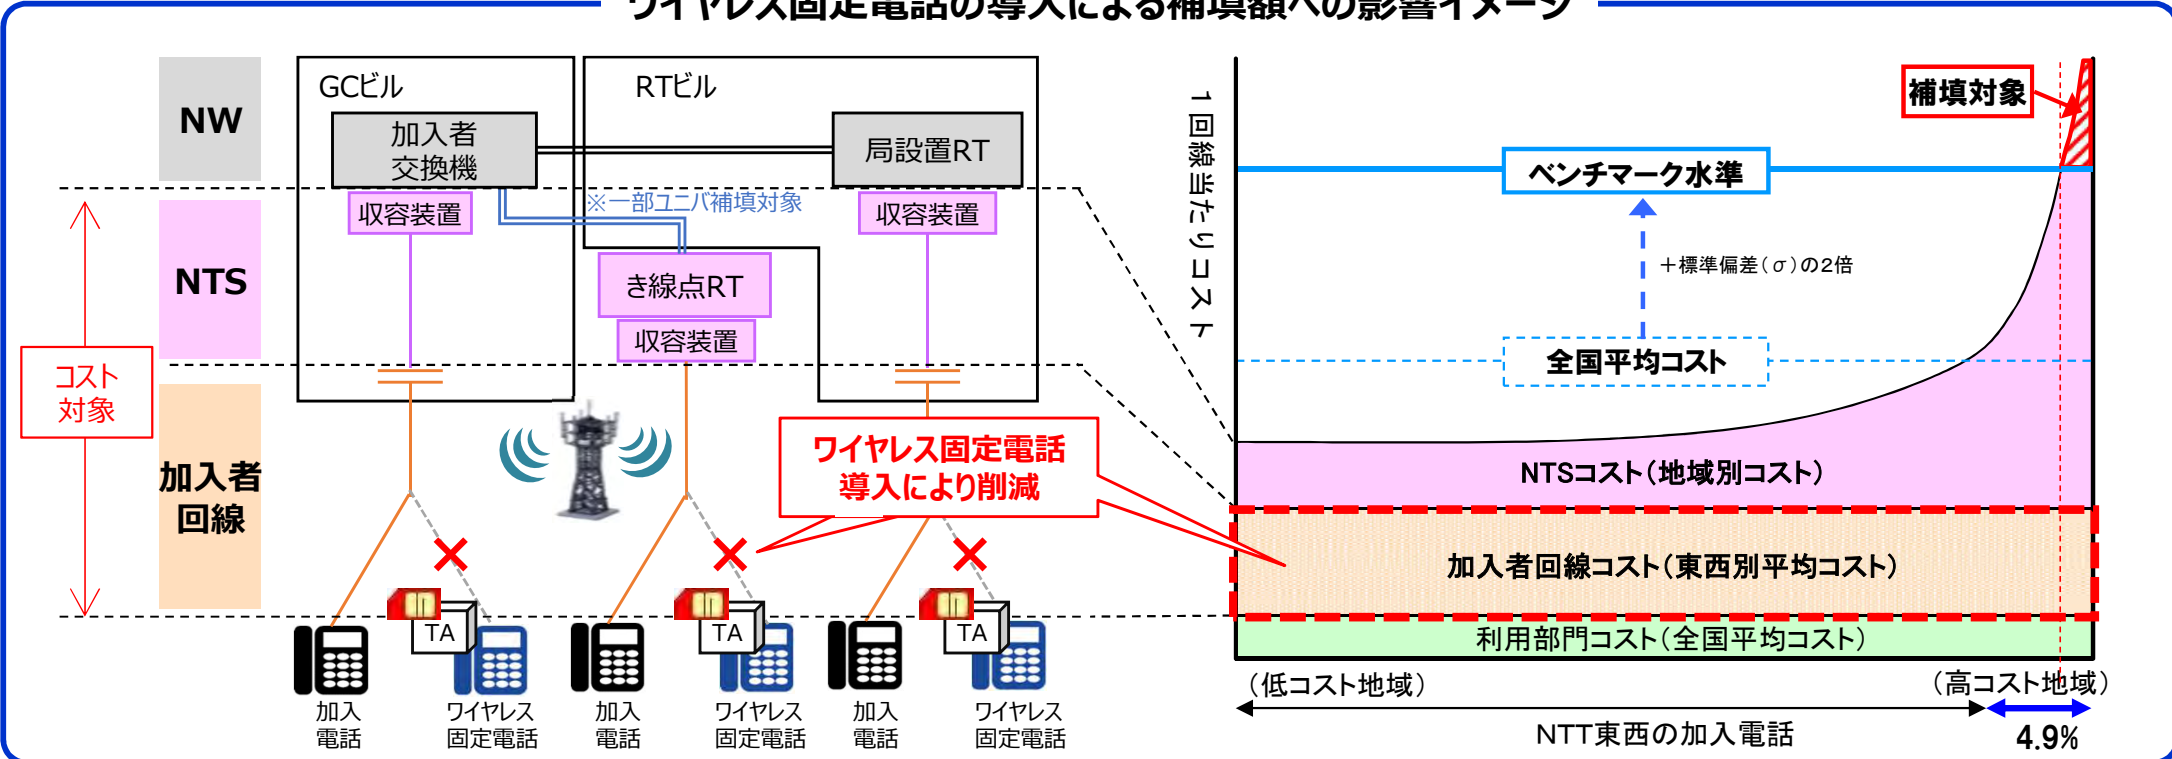 ワイヤレス固定電話の導入による補填額への影響イメージ
NW
NTS
加入者
回線
コスト
対象
GCビル
RTビル
加入者
交換機
局設置RT
収容装置
※一部ユニバ補填対象
収容装置
き線点RT
収容装置
ワイヤレス固定電話
導入により削減
TA
TA
TA
加入
電話
ワイヤレス
固定電話
加入
電話
ワイヤレス
固定電話
加入
電話
ワイヤレス
固定電話
1回線当たりコスト
補填対象
ベンチマーク水準
+標準偏差(σ)の2倍
全国平均コスト
NTSコスト(地域別コスト)
加入者回線コスト(東西別平均コスト)
利用部門コスト(全国平均コスト)
(低コスト地域)
(高コスト地域)
NTT東西の加入電話
4.9%